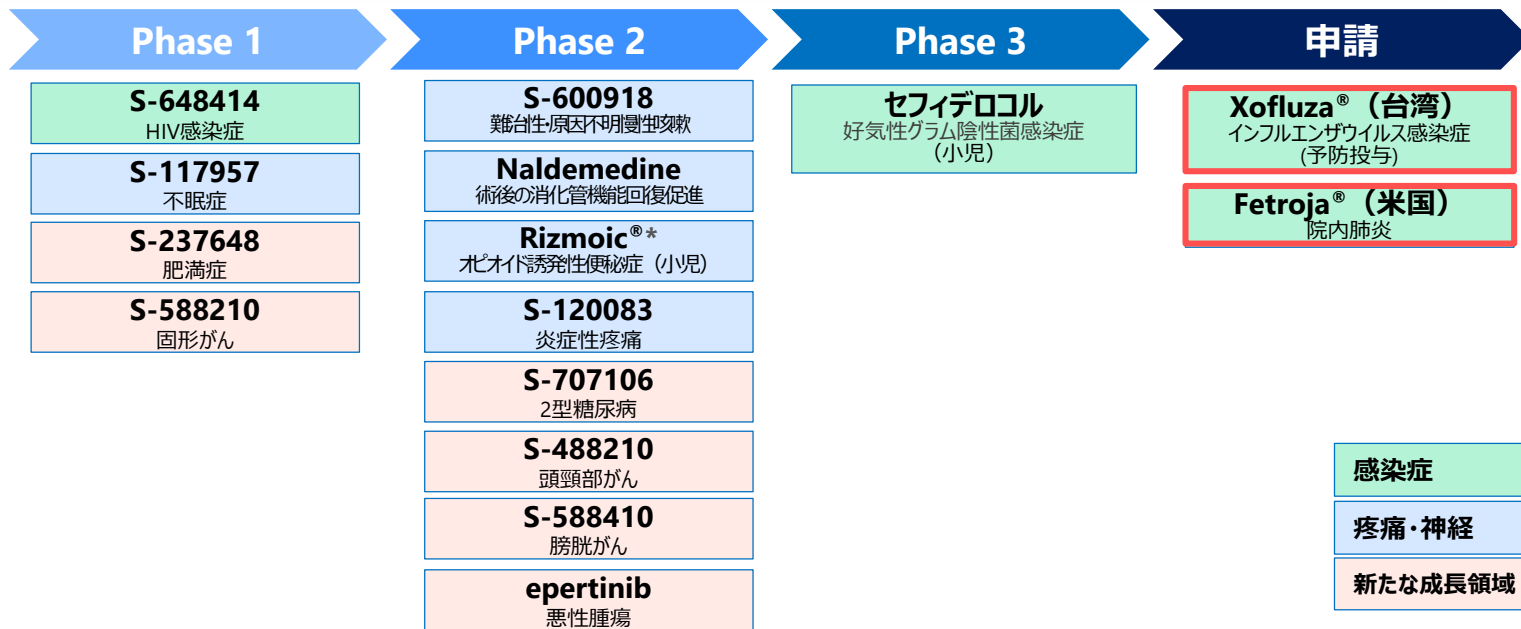 Phase 1
S-648414
HIV感染症
S-117957
不眠症
S-237648
肥満症
S-588210
固形がん
Phase 2
S-600918
難治性・原因不明慢性咳嗽
Naldemedine
術後の消化管機能回復促進
Rizmoic®*
オピオイド誘発性便秘症（小児）
S-120083
炎症性疼痛
S-707106
2型糖尿病
S-488210
頭頸部がん
S-588410
膀胱がん
epertinib
悪性腫瘍
Phase 3
セフィデロコル
好気性グラム陰性菌感染症
（小児）
申請
Xofluza®（台湾）
インフルエンザウイルス感染症
(予防投与)
Fetroja®（米国）
院内肺炎
感染症
疼痛・神経
新たな成長領域